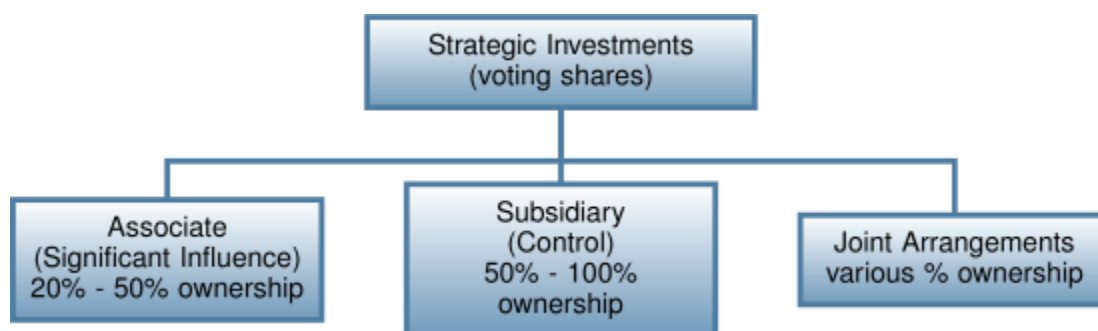 Strategic Investments
(voting shares)
Associate
(Significant Influence)
20% - 50% ownership
Subsidiary
(Control)
50% - 100%
ownership
Joint Arrangements
various % ownership